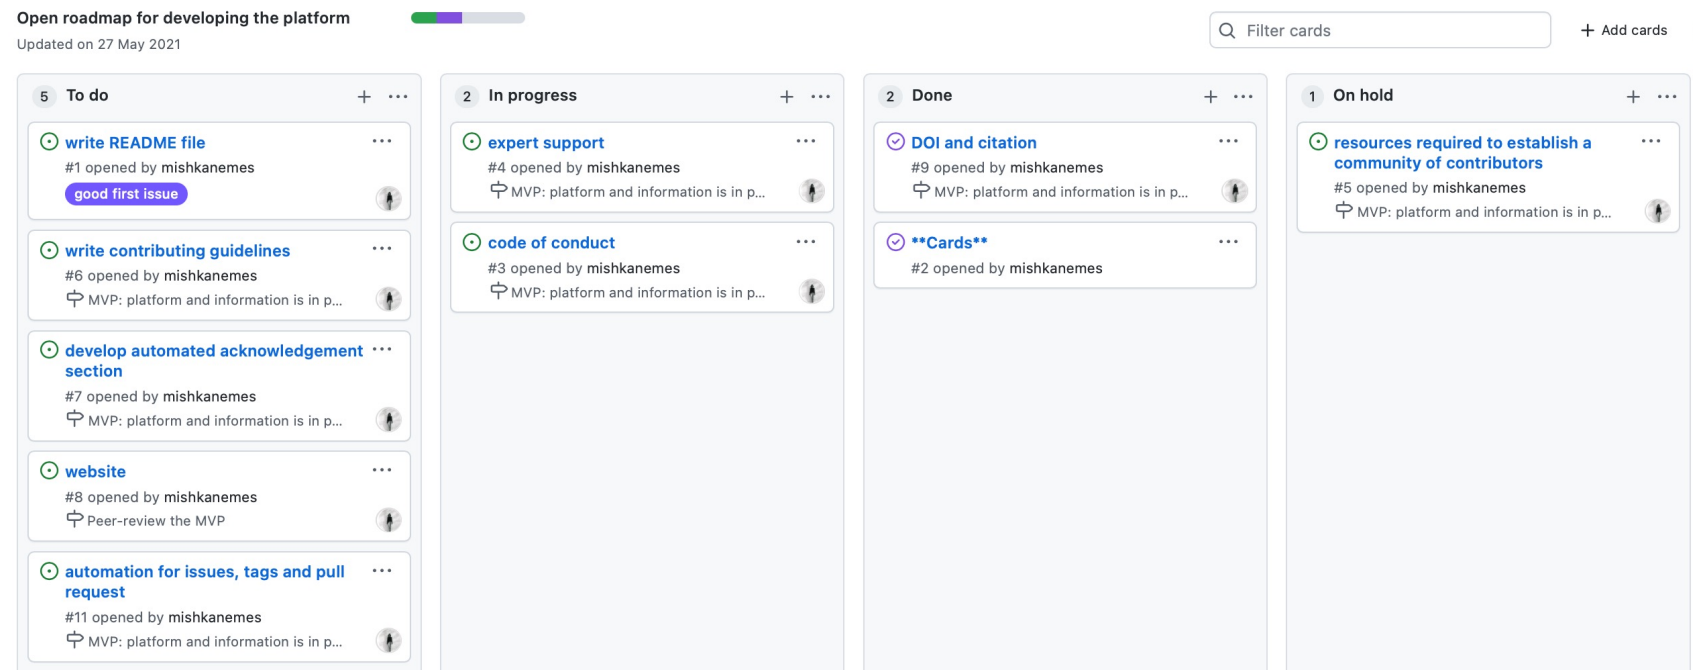 Open roadmap for developing the platform
Updated on 27 May 2021
Filter cards
+ Add cards
5 To do
write README file
#1 opened by mishkanemes
good first issue
write contributing guidelines
#6 opened by mishkanemes
MVP: platform and information is in p...
develop automated acknowledgement
section
#7 opened by mishkanemes
MVP: platform and information is in p...
website
#8 opened by mishkanemes
Peer-review the MVP
automation for issues, tags and pull
request
#11 opened by mishkanemes
MVP: platform and information is in p...
2 In progress
expert support
#4 opened by mishkanemes
MVP: platform and information is in p...
code of conduct
#3 opened by mishkanemes
MVP: platform and information is in p...
2 Done
DOI and citation
#9 opened by mishkanemes
MVP: platform and information is in p...
**Cards**
#2 opened by mishkanemes
1 On hold
resources required to establish a
community of contributors
#5 opened by mishkanemes
MVP: platform and information is in p...